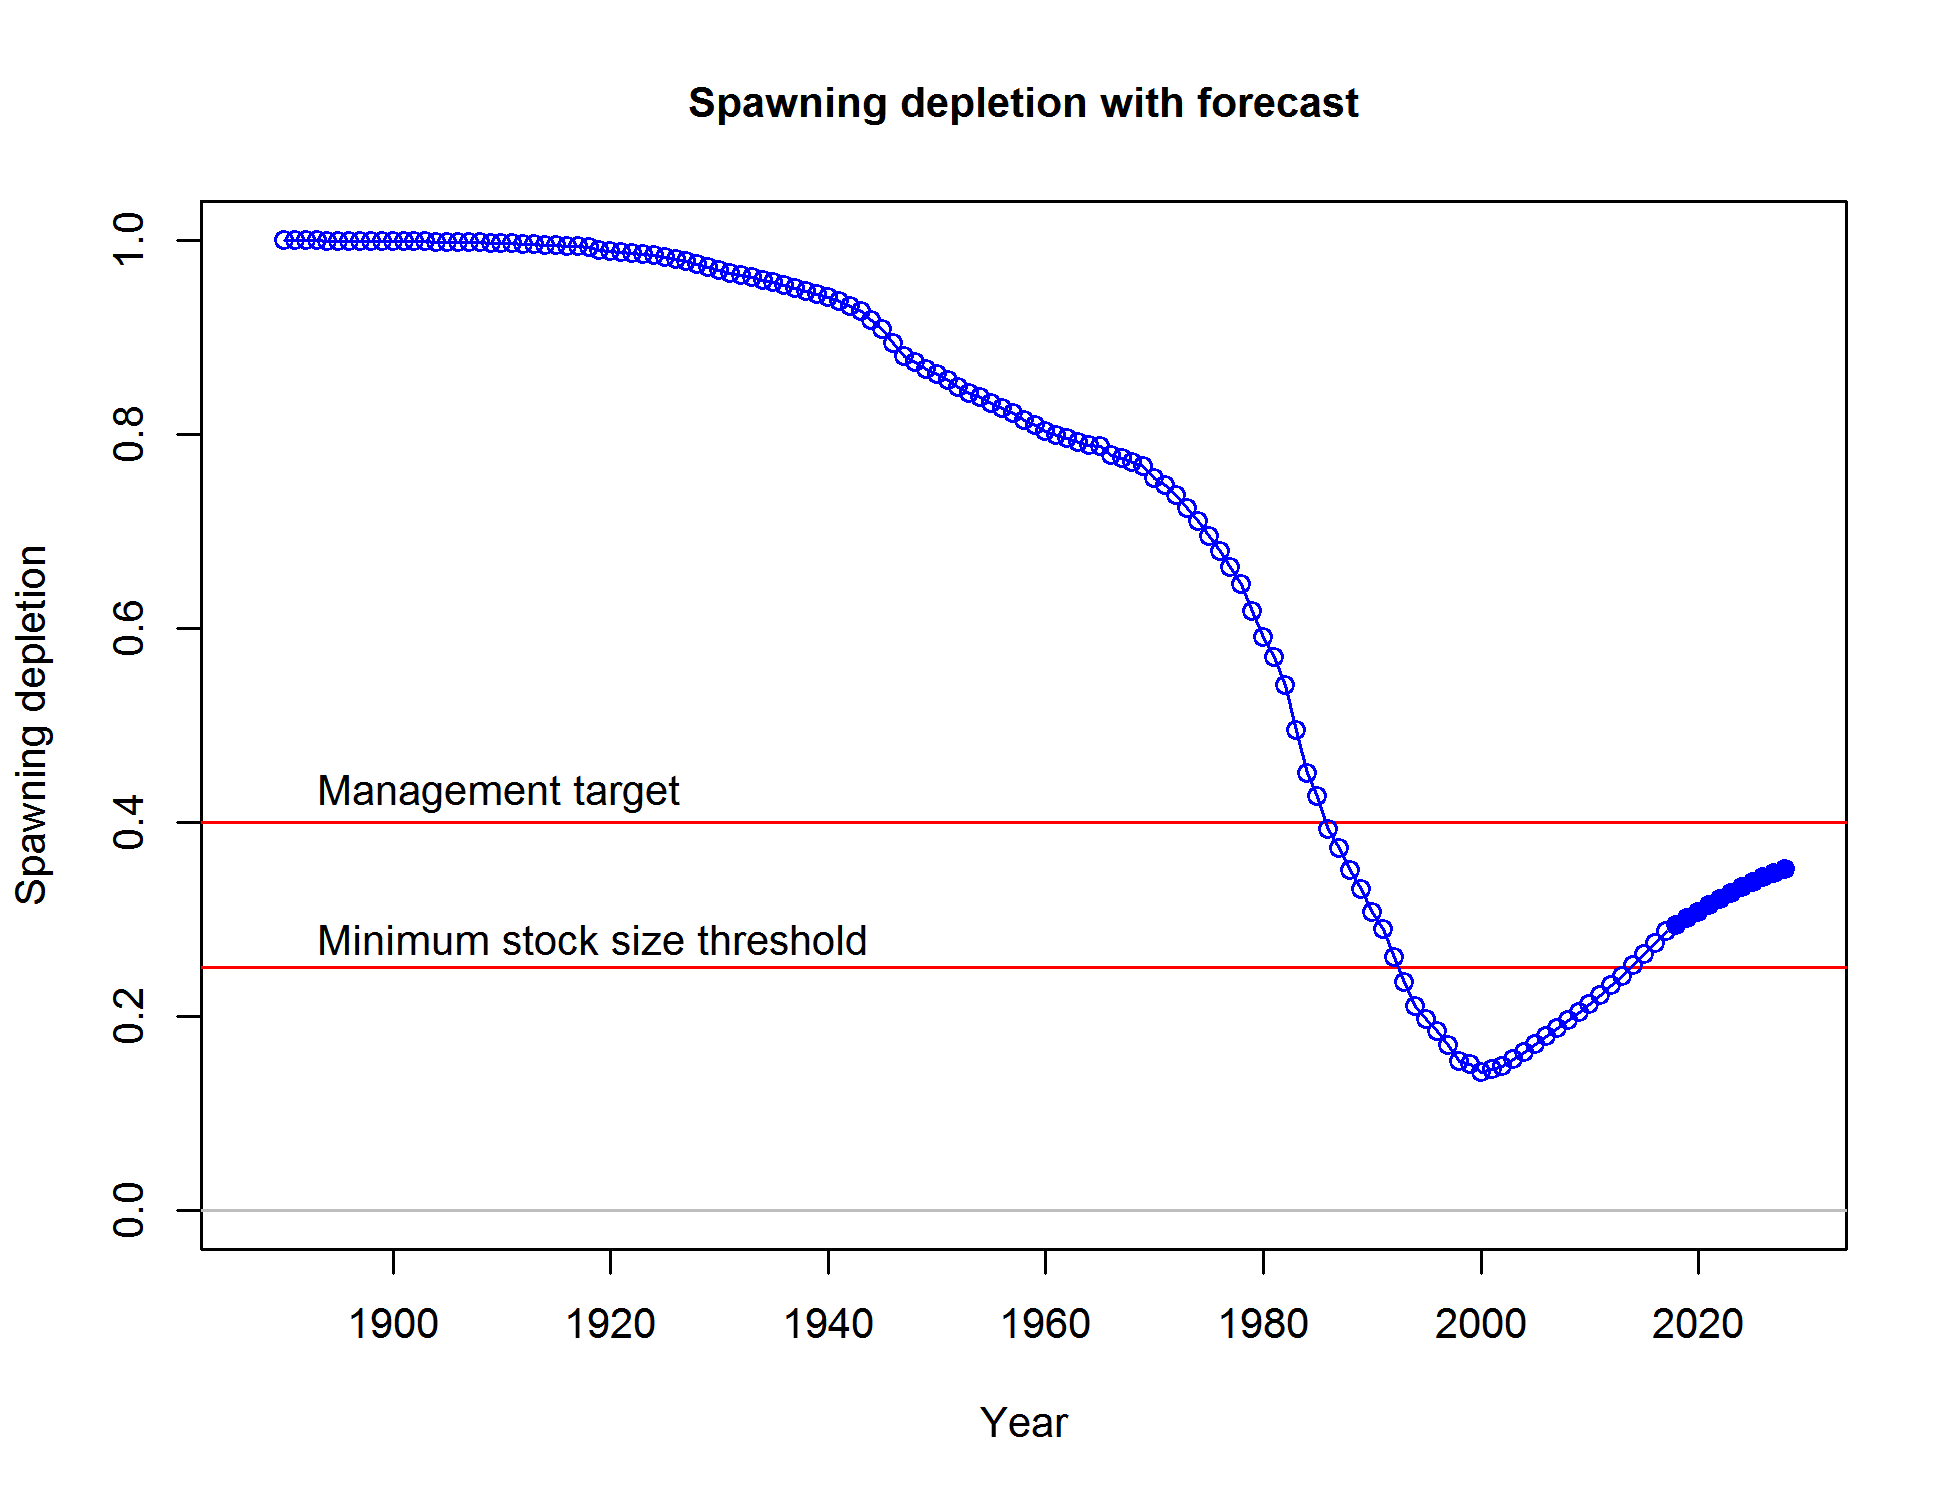 Spawning depletion with forecast
Spawning depletion
1.0
0.8
0.6
0.4
0.2
0.0
Management target
Minimum stock size threshold
1900 1920 1940 1960 1980 2000 2020
Year